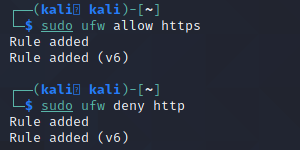 ┌──(kali㉿ kali)-[~]
└─$ sudo ufw allow https
Rule added
Rule added (v6)
┌──(kali㉿ kali)-[~]
└─$ sudo ufw deny http
Rule added
Rule added (v6)